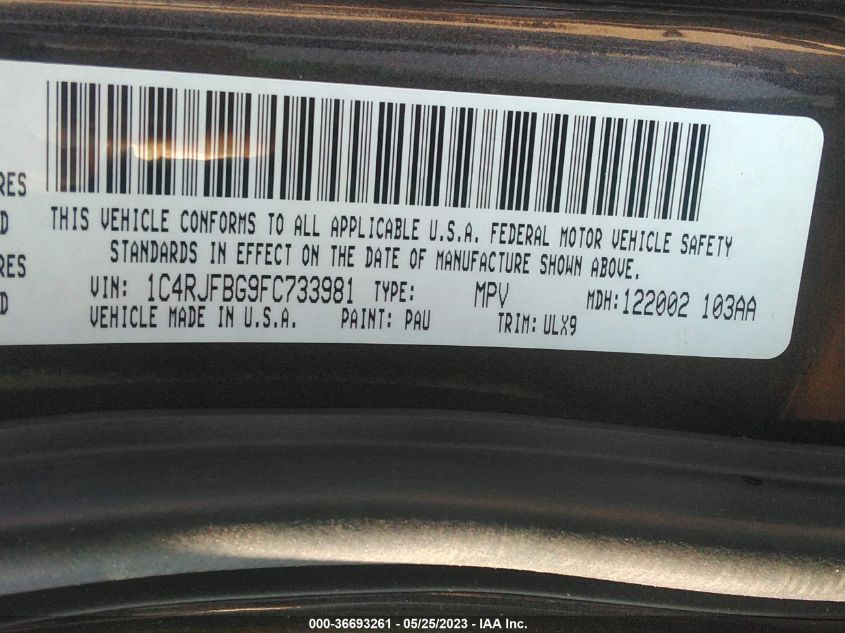 RES
D
RES
D
THIS VEHICLE CONFORMS TO ALL APPLICABLE U.S.A. FEDERAL MOTOR VEHICLE SAFETY
STANDARDS IN EFFECT ON THE DATE OF MANUFACTURE SHOWN ABOVE.
VIN: 1C4RJFBG9FC733981 TYPE: MPV MDH:122002 103AA
VEHICLE MADE IN U.S.A. PAINT: PAU TRIM:ULX9
000-36693261 - 05/25/2023 - IAA Inc.